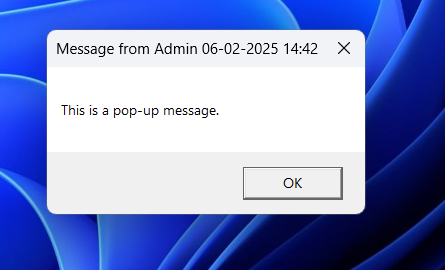 Message from Admin 06-02-2025 14:42
This is a pop-up message.
OK